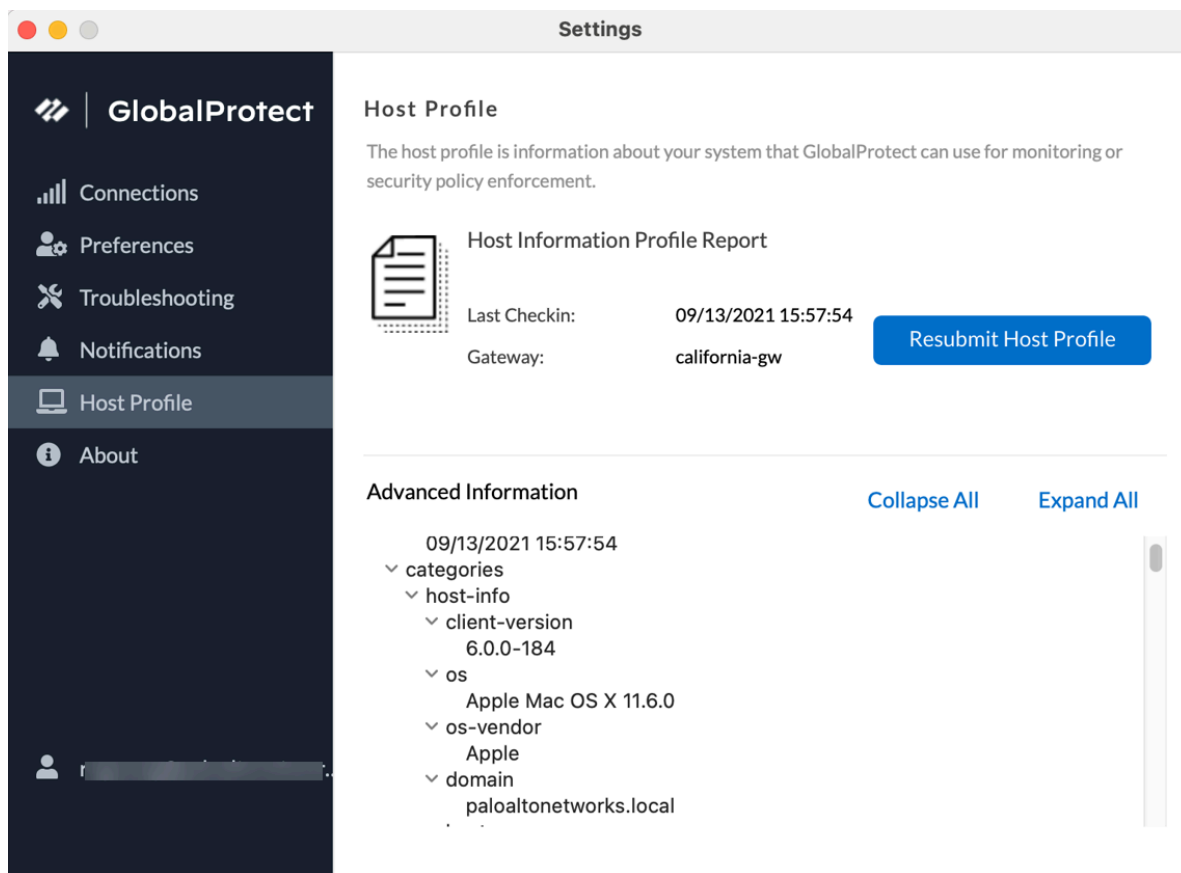 Settings
GlobalProtect
Connections
Preferences
Troubleshooting
Notifications
Host Profile
About
Host Profile
The host profile is information about your system that GlobalProtect can use for monitoring or
security policy enforcement.
Host Information Profile Report
Last Checkin: 09/13/2021 15:57:54
Gateway: california-gw
Resubmit Host Profile
Advanced Information
Collapse All Expand All
09/13/2021 15:57:54
categories
host-info
client-version
6.0.0-184
os
Apple Mac OS X 11.6.0
os-vendor
Apple
domain
paloaltonetworks.local